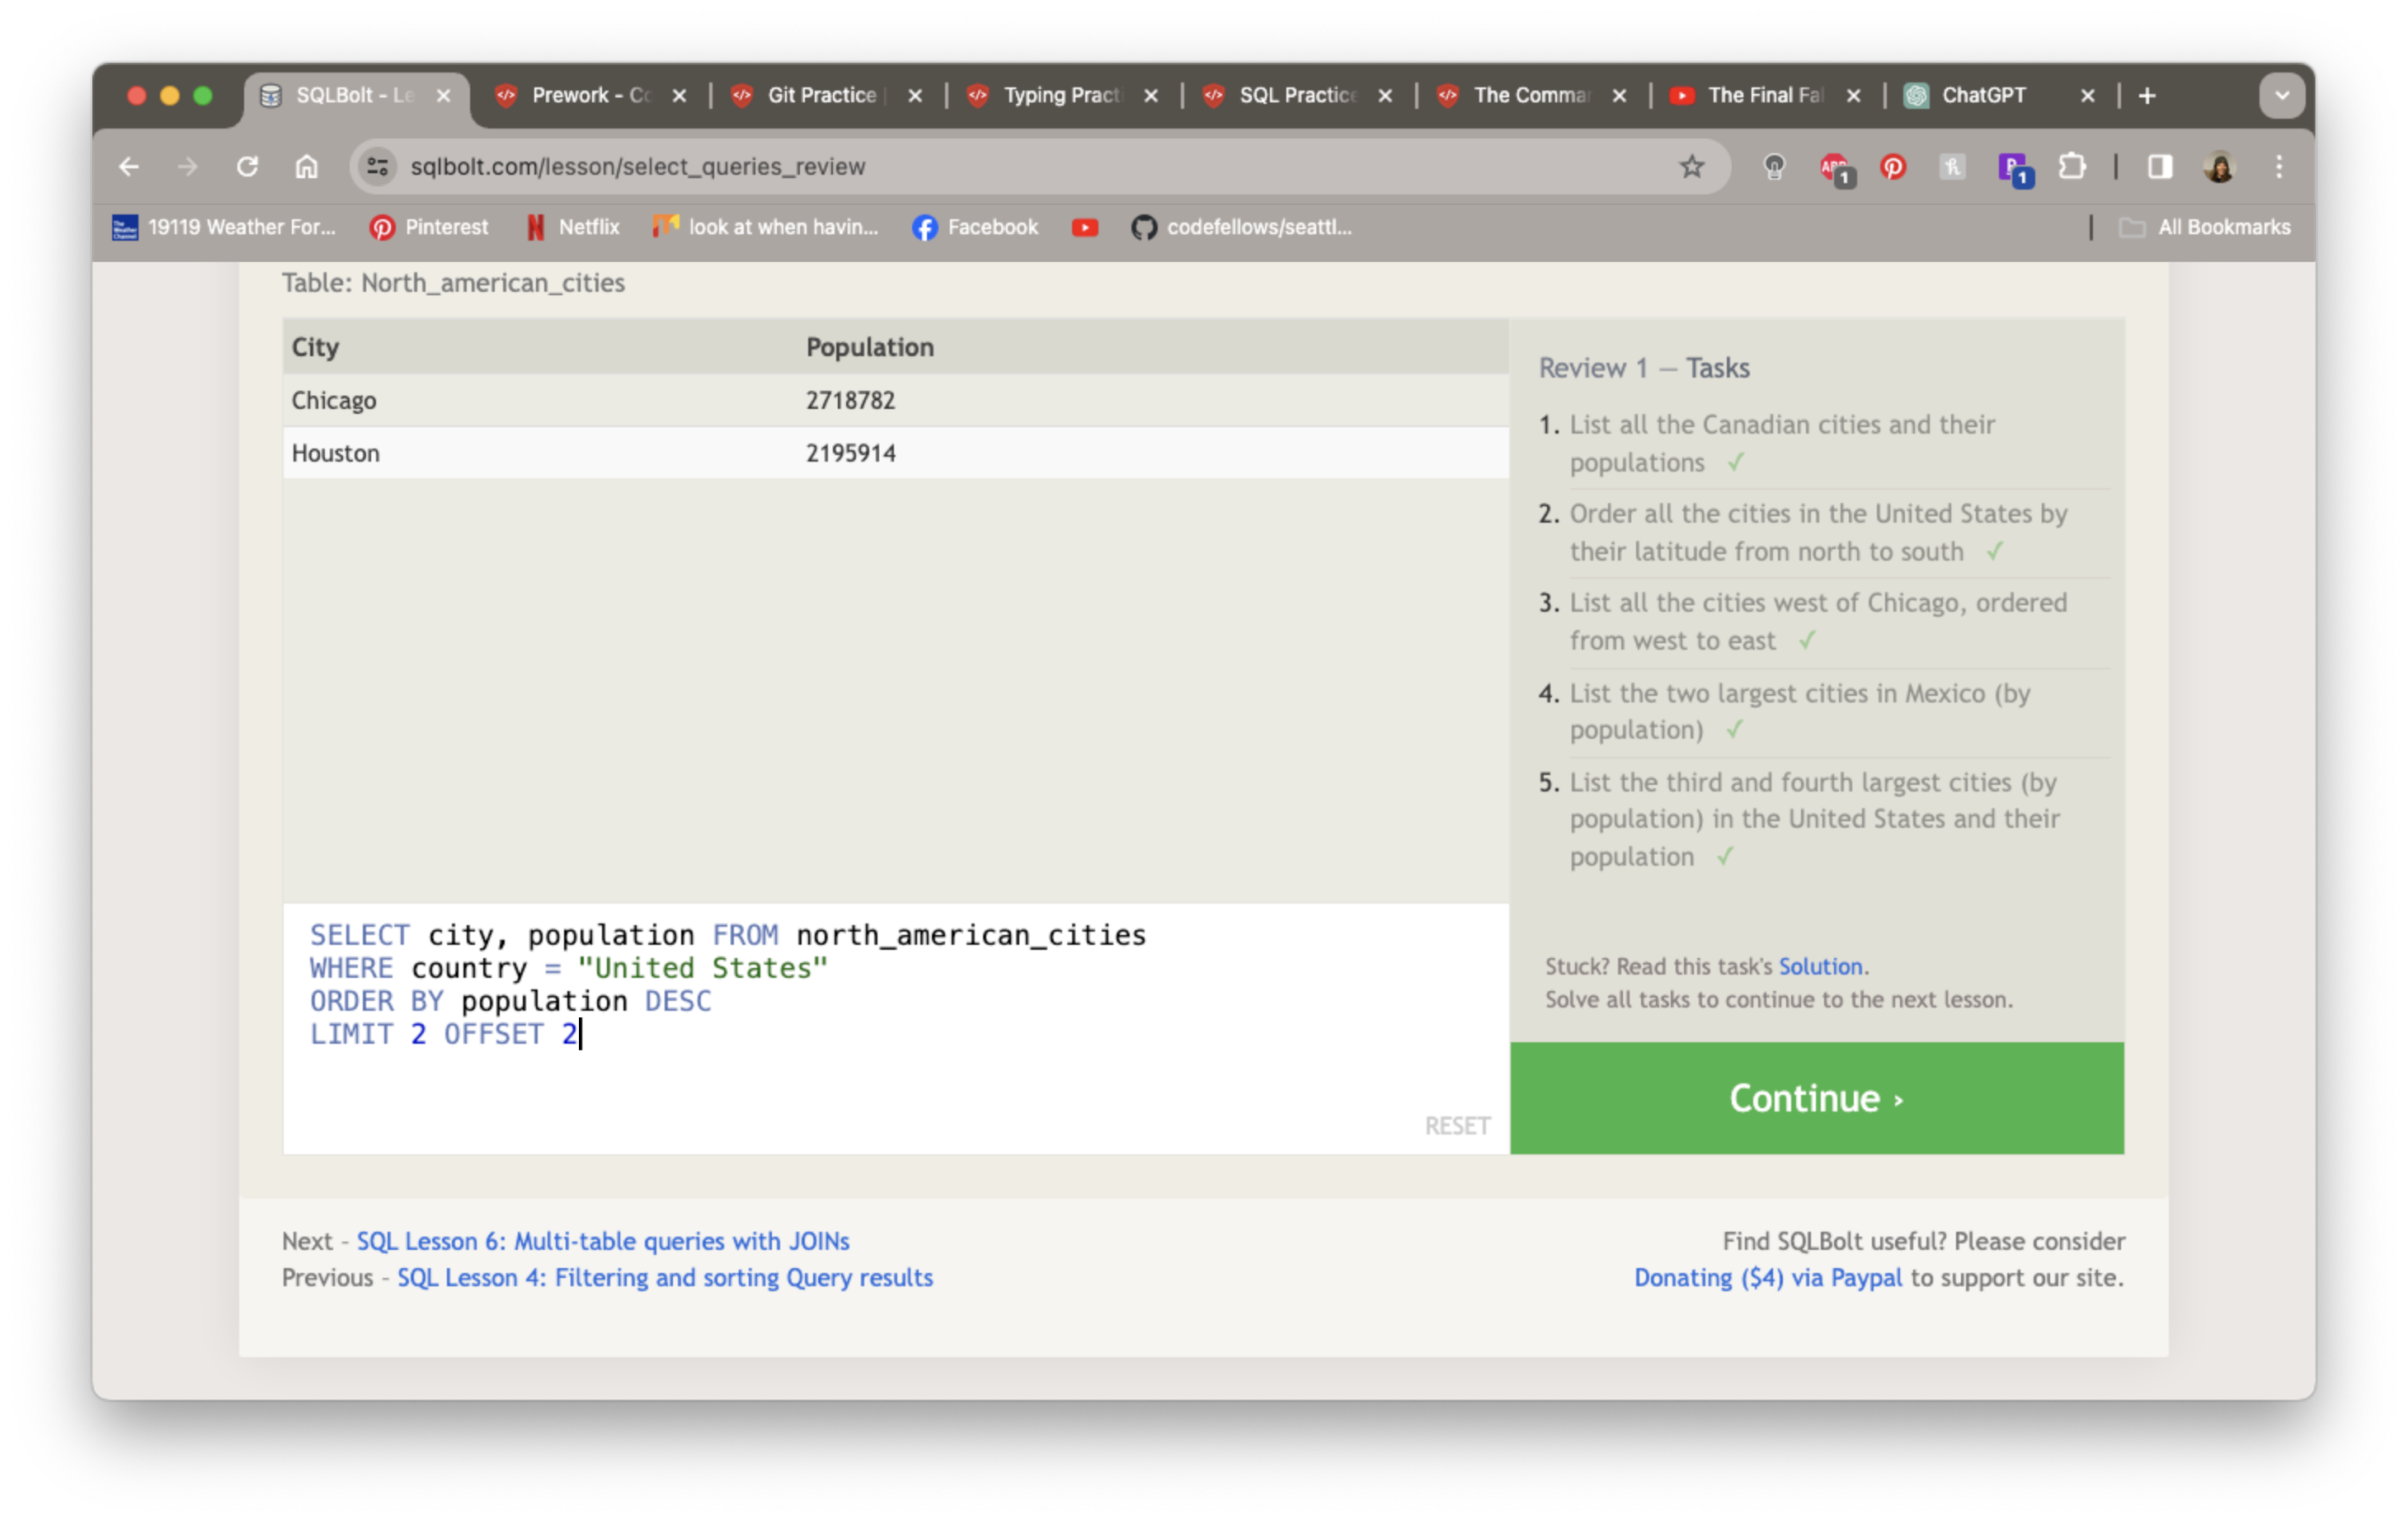 SQLBolt - Le
Prewor﻿k - Co
Git Practice
Typing Practi
SQL Practice
The Comma
The Final Fal
ChatGPT
sqlbolt.com/lesson/select_queries_review
1
1
19119 Weather For...
Pinterest
Netflix
look at when havin...
Facebook
codefellows/seattl...
All Bookmarks
Table: North_american_cities
City Population
Chicago 2718782
Houston 2195914
SELECT city, population FROM north_american_cities
WHERE country = "United States"
ORDER BY population DESC
LIMIT 2 OFFSET 2
RESET
Review 1 — Tasks
1. List all the Canadian cities and their
populations ✓
2. Order all the cities in the United States by
their latitude from north to south ✓
3. List all the cities west of Chicago, ordered
from west to east ✓
4. List the two largest cities in Mexico (by
population) ✓
5. List the third and fourth largest cities (by
population) in the United States and their
population ✓
Stuck? Read this task's Solution.
Solve all tasks to continue to the next lesson.
Continue ›
Next - SQL Lesson 6: Multi-table queries with JOINs
Previous - SQL Lesson 4: Filtering and sorting Query results
Find SQLBolt useful? Please consider
Donating ($4) via Paypal to support our site.